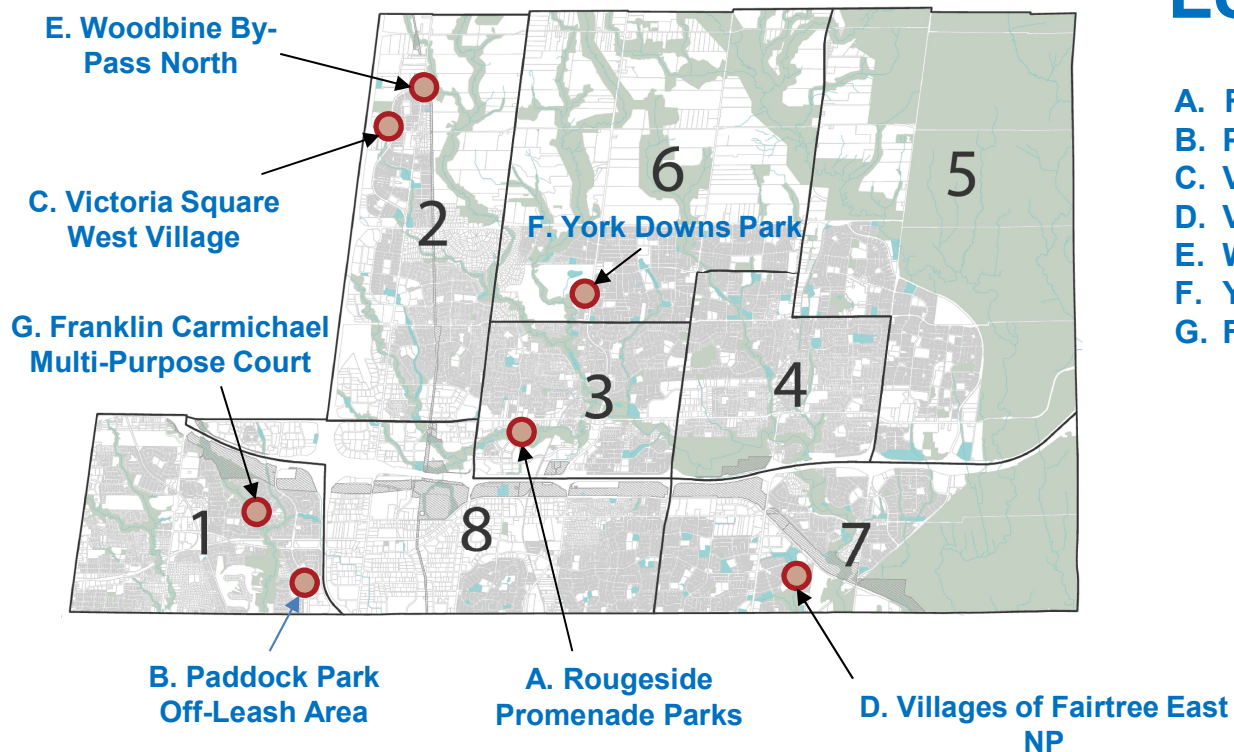 E. Woodbine By-
Pass North
C. Victoria Square
West Village
G. Franklin Carmichael
Multi-Purpose Court
F. York Downs Park
1
2
3
4
5
6
7
8
B. Paddock Park
Off-Leash Area
A. Rougeside
Promenade Parks
D. Villages of Fairtree East
NP
A.
B.
C.
D.
E.
F.
G.